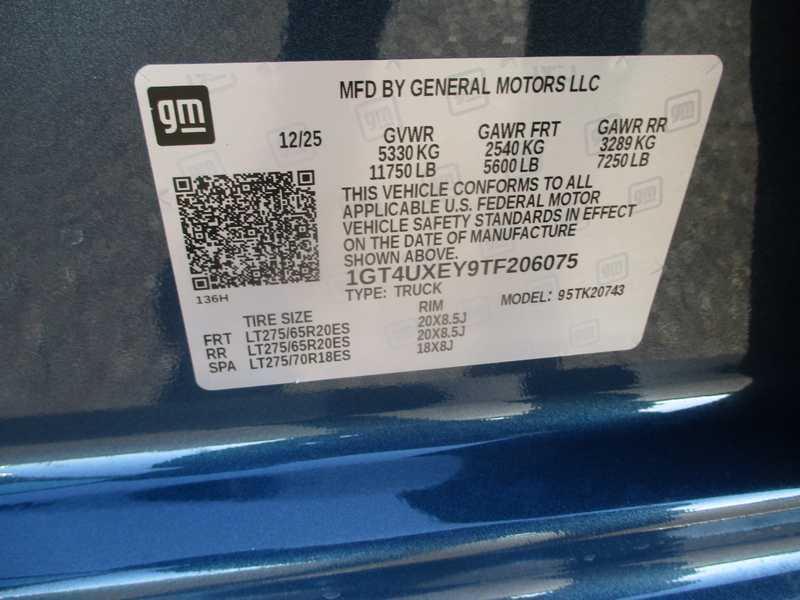 gm
MFD BY GENERAL MOTORS LLC
12/25
GVWR GAWR FRT GAWR RR
5330 KG 2540 KG 3289 KG
11750 LB 5600 LB 7250 LB
THIS VEHICLE CONFORMS TO ALL
APPLICABLE U.S. FEDERAL MOTOR
VEHICLE SAFETY STANDARDS IN EFFECT
ON THE DATE OF MANUFACTURE
SHOWN ABOVE.
1GT4UXEY9TF206075
136H
TYPE: TRUCK MODEL: 95TK20743
TIRE SIZE RIM
FRT LT275/65R20ES 20X8.5J
RR LT275/65R20ES 20X8.5J
SPA LT275/70R18ES 18X8J